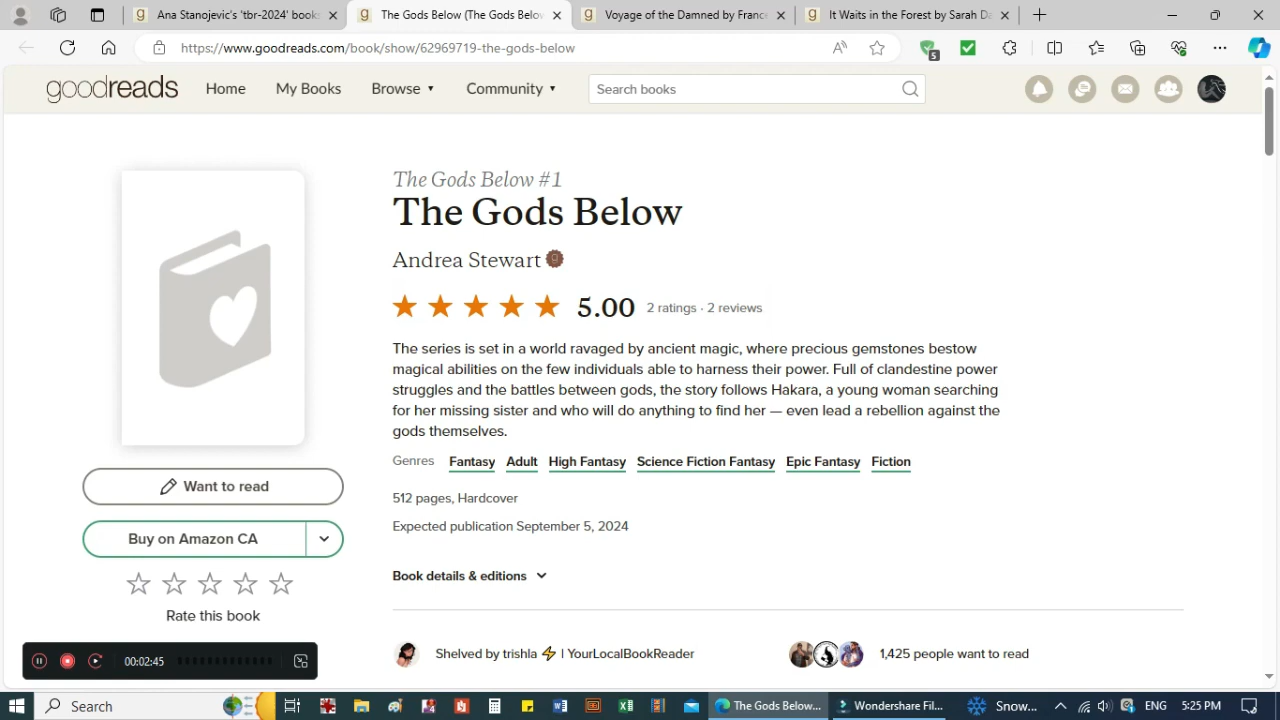 Ana Stanojevic's 'tbr-2024' books
The Gods Below (The Gods Below
Voyage of the Damned by Franc
It Waits in the Forest by Sarah Da
https://www.goodreads.com/book/show/62969719-the-gods-below
5
goodreads
Home
My Books
Browse
Community
Search books
The Gods Below #1
The Gods Below
Andrea Stewart
5.00 2 ratings · 2 reviews
The series is set in a world ravaged by ancient magic, where precious gemstones bestow
magical abilities on the few individuals able to harness their power. Full of clandestine power
struggles and the battles between gods, the story follows Hakara, a young woman searching
for her missing sister and who will do anything to find her — even lead a rebellion against the
gods themselves.
Genres Fantasy Adult High Fantasy Science Fiction Fantasy Epic Fantasy Fiction
512 pages, Hardcover
Expected publication September 5, 2024
Book details & editions
Want to read
Buy on Amazon CA
Rate this book
Shelved by trishla ⚡ | YourLocalBookReader
1,425 people want to read
00:02:45
Search
The Gods Below...
Wondershare Fil...
Snow...
ENG
5:25 PM